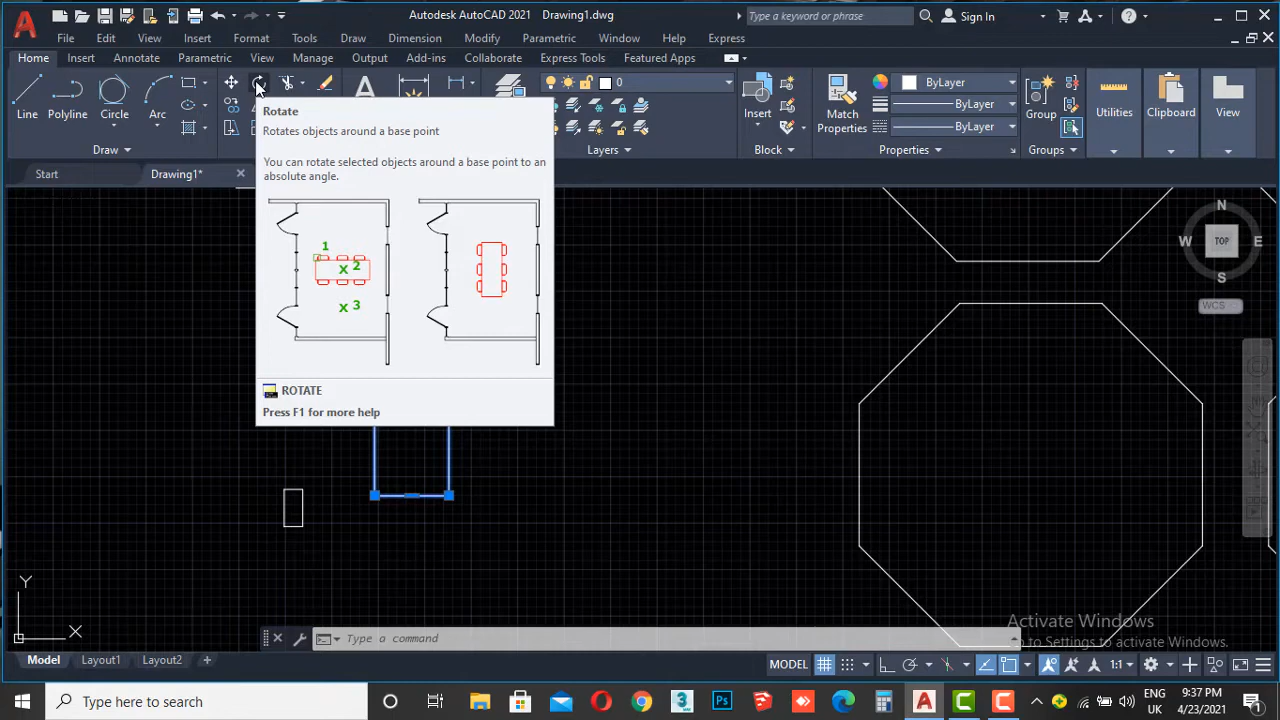 Autodesk AutoCAD 2021 Drawing1.dwg
Type a keyword or phrase
Sign In
File Edit View Insert Format Tools Draw Dimension Modify Parametric Window Help Express
Home Insert Annotate Parametric View Manage Output Add-ins Collaborate Express Tools Featured Apps
Line Polyline Circle Arc
0
Insert
Match
Properties
ByLayer
ByLayer
ByLayer
Group
Utilities
Clipboard
View
Draw
Layers
Block
Properties
Groups
Start
Drawing1*
Rotate
Rotates objects around a base point
You can rotate selected objects around a base point to an
absolute angle.
1
x 2
x 3
ROTATE
Press F1 for more help
N
W TOP E
S
WCS
Y
X
Type a command
Activate Windows
Go to Settings to activate Windows.
Model Layout1 Layout2 +
MODEL
1:1
Type here to search
3
Ps
A
C
C
ENG
UK
9:37 PM
4/23/2021
1